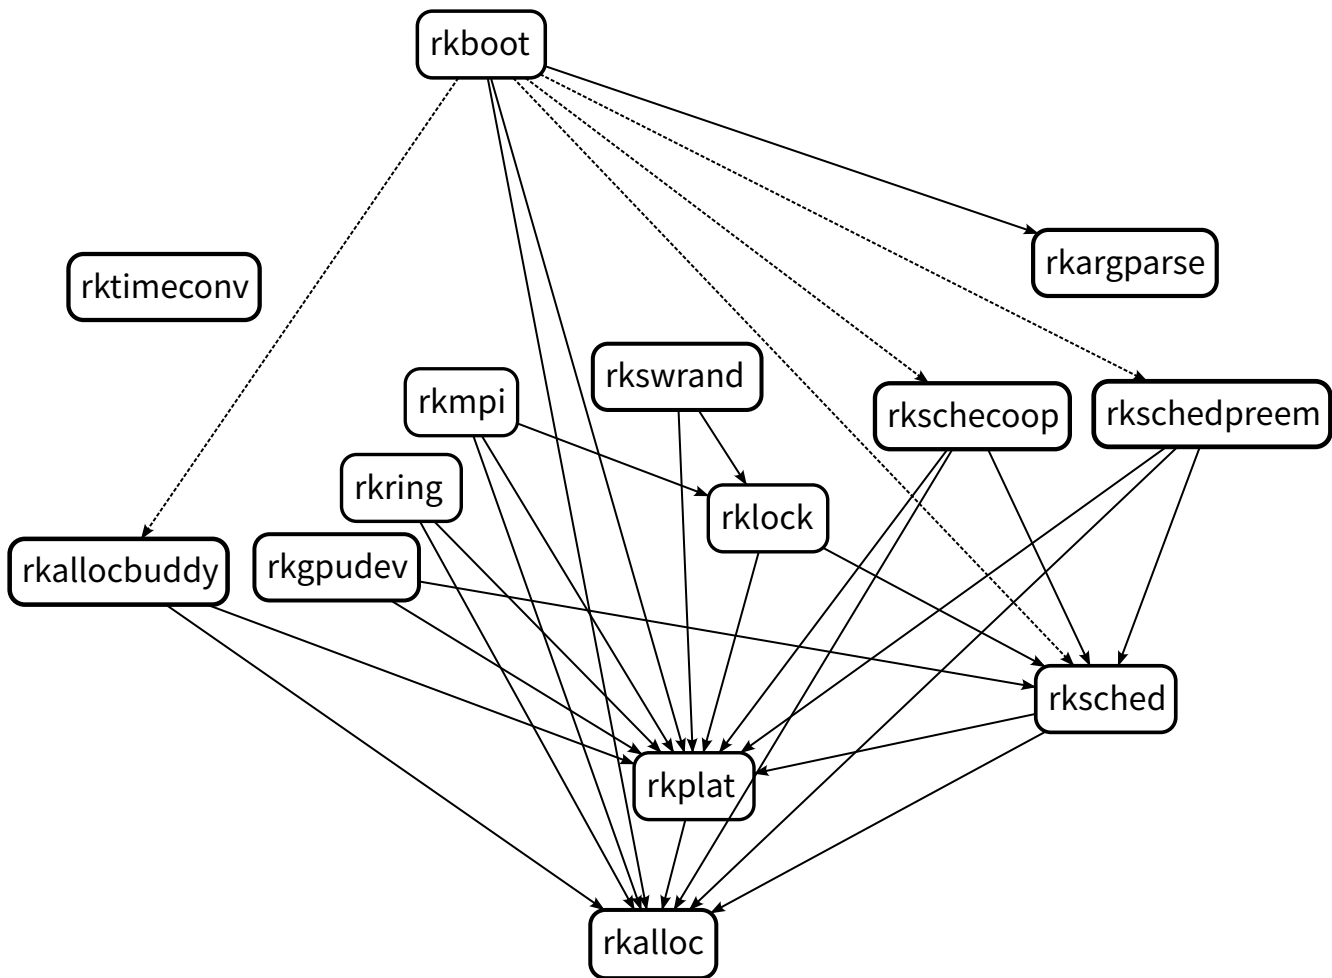 rkboot
rkargparse
rktimeconv
rkswrand
rkmpi
rkschecoop
rkschedpreem
rkring
rklock
rkallocbuddy
rkgpudev
rksched
rkplat
rkalloc